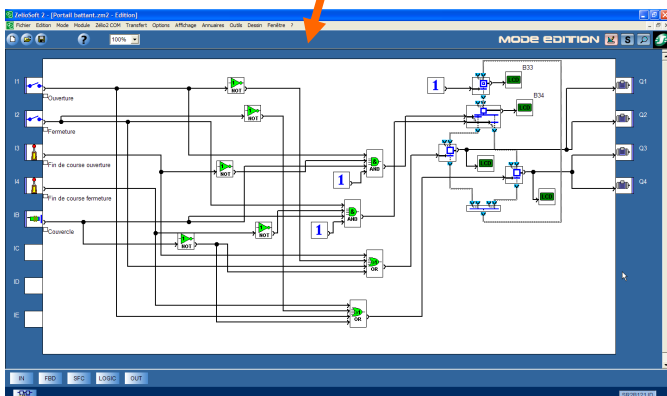 ZelioSoft 2 - [Portail battant.zm2 - Edition]
Fichier Edition Mode Module Zélio2 COM Transfert Options Affichage Annuaires Outils Dessin Fenêtre ?
? 100% MODE EDITION S
I1 Q1
Ouverture
I2 Q2
Fermeture
I3 Q3
Fin de course ouverture
I4 Q4
Fin de course fermeture
IB
Couvercle
IC
ID
IE
NOT
NOT
NOT
NOT
NOT
1
AND
1
AND
OR
OR
1
B33
B34
IN FBD SFC LOGIC OUT